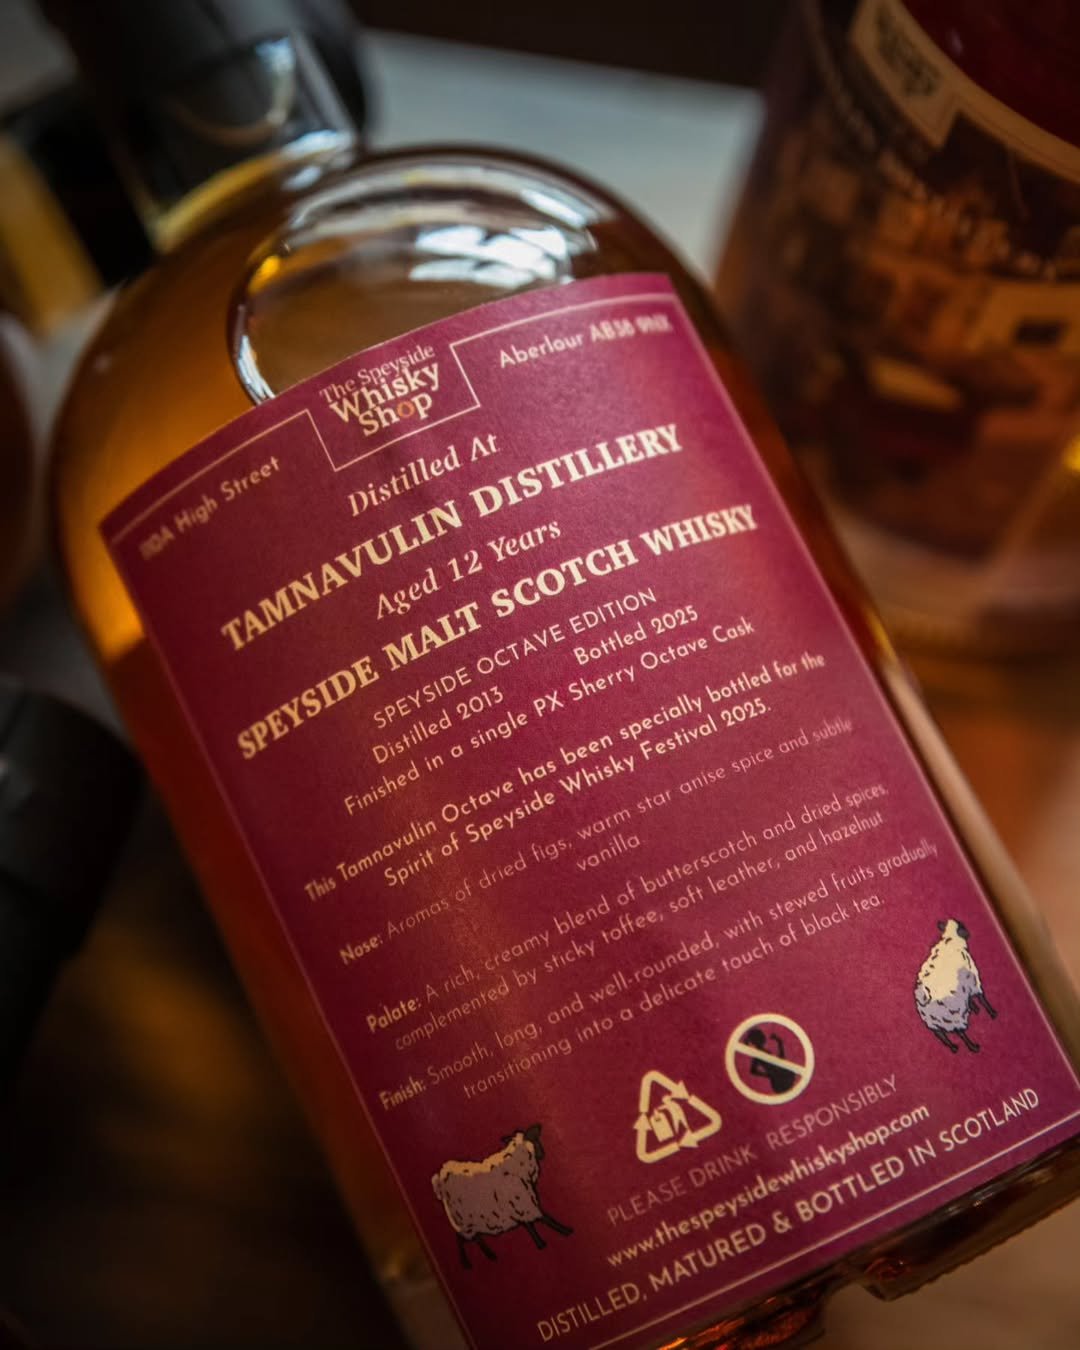 The Speyside
Whisky
Shop
110A High Street
Aberlour AB38 9NX
Distilled At
TAMNAVULIN DISTILLERY
Aged 12 Years
SPEYSIDE MALT SCOTCH WHISKY
SPEYSIDE OCTAVE EDITION
Distilled 2013 Bottled 2025
Finished in a single PX Sherry Octave Cask
This Tamnavulin Octave has been specially bottled for the
Spirit of Speyside Whisky Festival 2025.
Nose: Aromas of dried figs, warm star anise spice and subtle
vanilla
Palate: A rich, creamy blend of butterscotch and dried spices,
complemented by sticky toffee, soft leather, and hazelnut
Finish: Smooth, long, and well-rounded, with stewed fruits gradually
transitioning into a delicate touch of black tea.
PLEASE DRINK RESPONSIBLY
www.thespeysidewhiskyshop.com
DISTILLED, MATURED & BOTTLED IN SCOTLAND